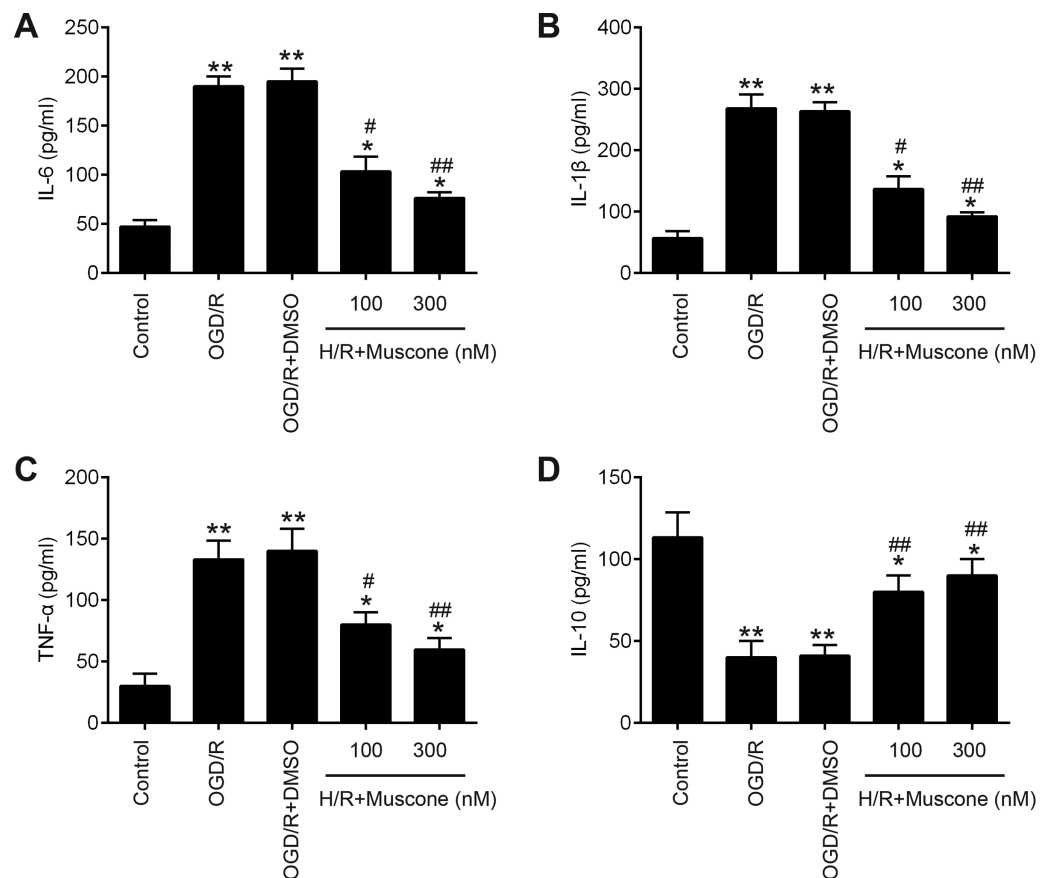 A
IL-6 (pg/ml)
250
200
150
100
50
0
**
**
#
*
##
*
Control
OGD/R
OGD/R+DMSO
100 300
H/R+Muscone (nM)
B
IL-1β (pg/ml)
400
300
200
100
0
**
**
#
*
##
*
Control
OGD/R
OGD/R+DMSO
100 300
H/R+Muscone (nM)
C
TNF-α (pg/ml)
200
150
100
50
0
**
**
#
*
##
*
Control
OGD/R
OGD/R+DMSO
100 300
H/R+Muscone (nM)
D
IL-10 (pg/ml)
150
100
50
0
**
**
##
*
##
*
Control
OGD/R
OGD/R+DMSO
100 300
H/R+Muscone (nM)